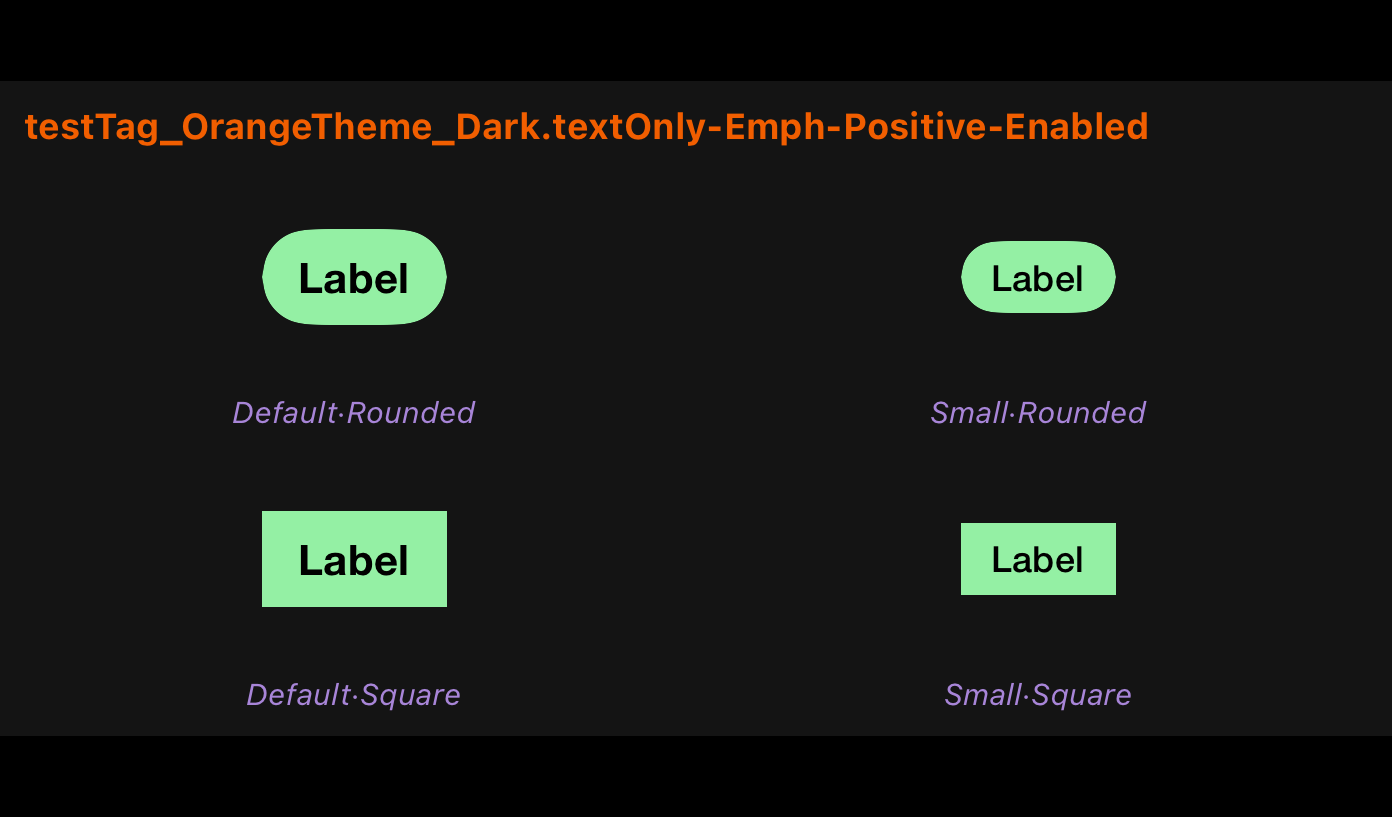 testTag_OrangeTheme_Dark.textOnly-Emph-Positive-Enabled
Label
Label
Default·Rounded
Small·Rounded
Label
Label
Default·Square
Small·Square